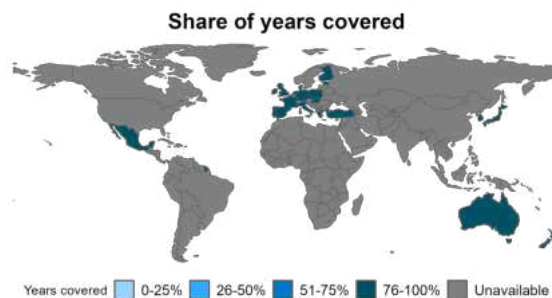 Share of years covered
Years covered 0-25% 26-50% 51-75% 76-100% Unavailable